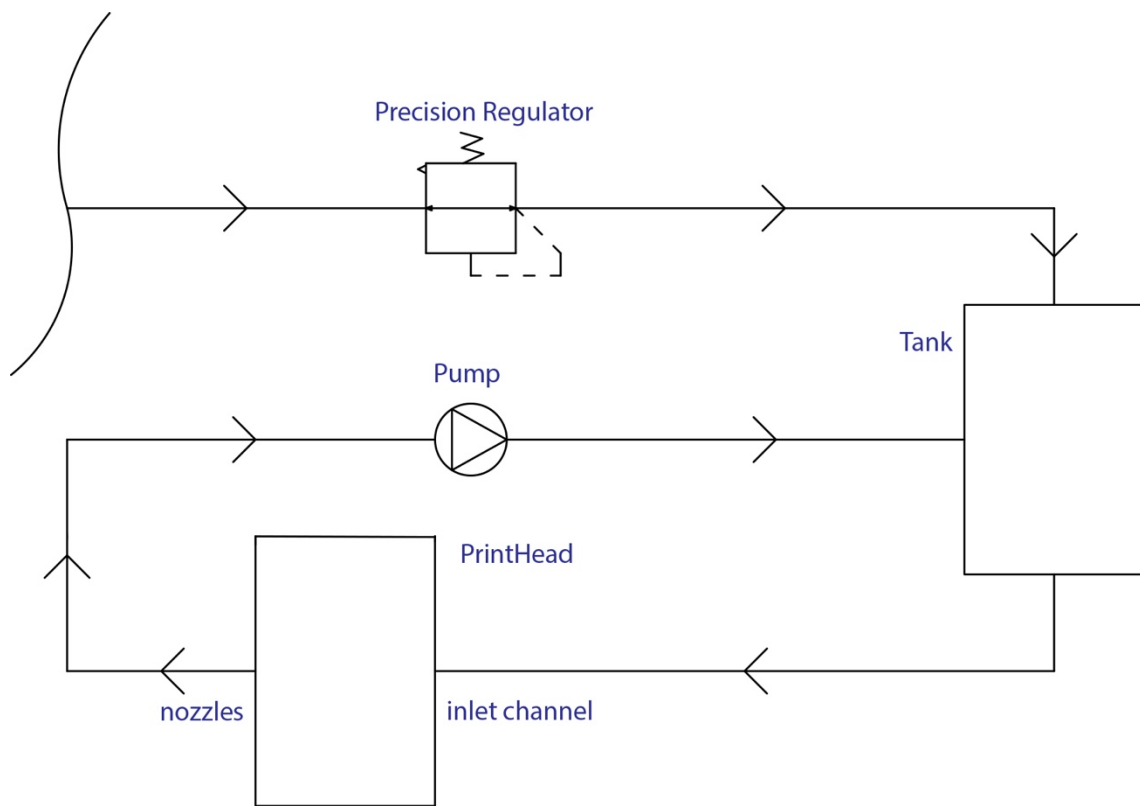 Precision Regulator
Tank
Pump
PrintHead
nozzles
inlet channel